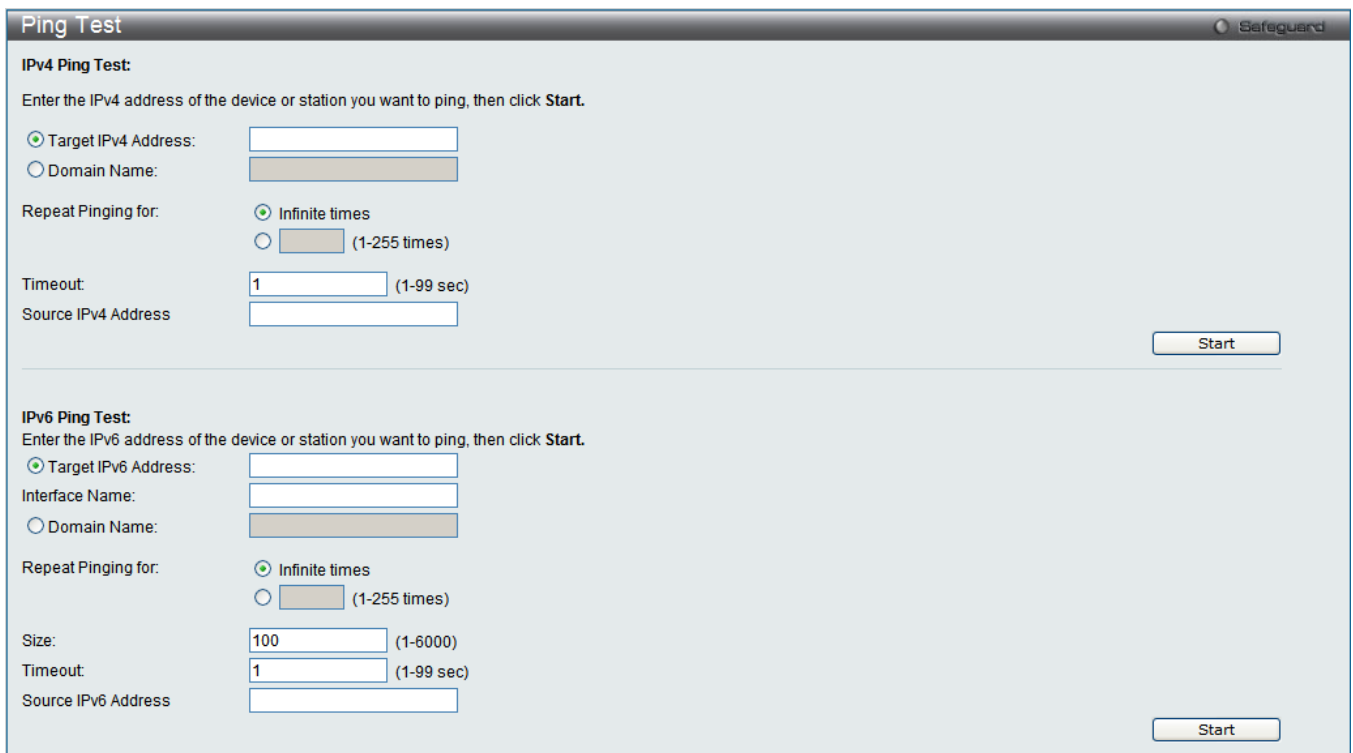 Ping Test
Safeguard
IPv4 Ping Test:
Enter the IPv4 address of the device or station you want to ping, then click Start.
Target IPv4 Address:
Domain Name:
Repeat Pinging for: Infinite times
(1-255 times)
Timeout: 1 (1-99 sec)
Source IPv4 Address
Start
IPv6 Ping Test:
Enter the IPv6 address of the device or station you want to ping, then click Start.
Target IPv6 Address:
Interface Name:
Domain Name:
Repeat Pinging for: Infinite times
(1-255 times)
Size: 100 (1-6000)
Timeout: 1 (1-99 sec)
Source IPv6 Address
Start